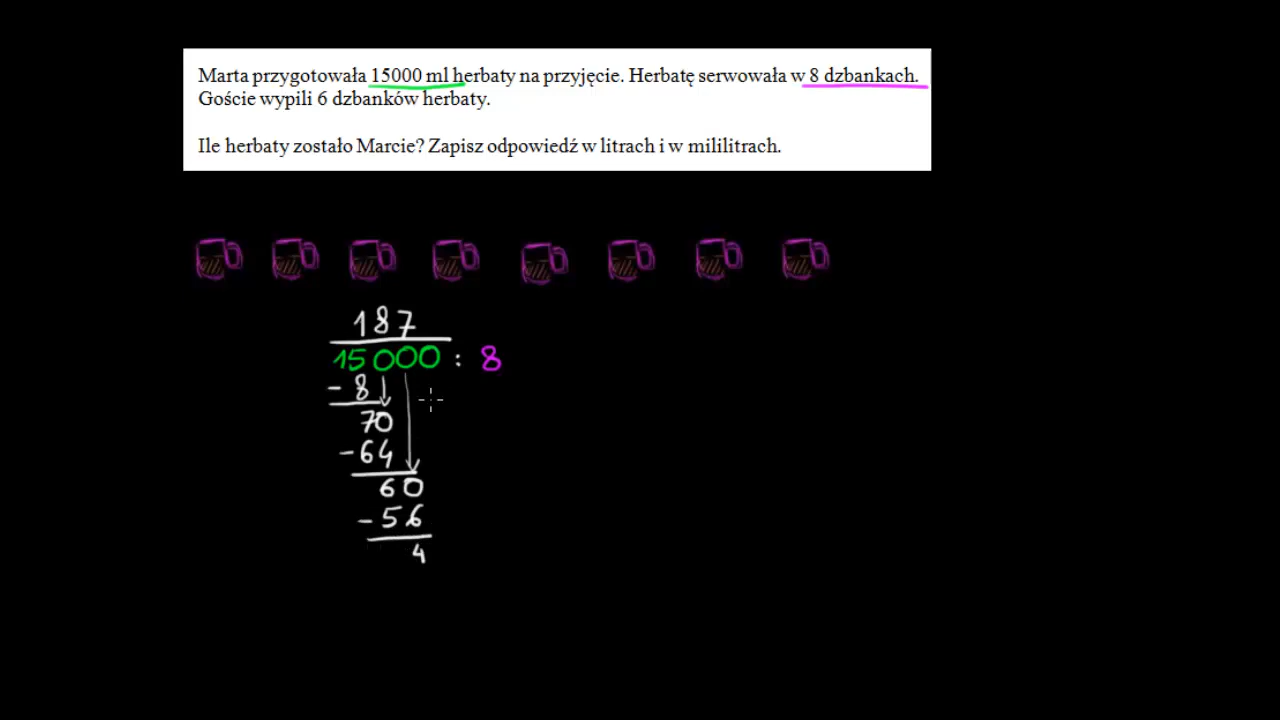 Marta przygotowała 15000 ml herbaty na przyjęcie. Herbatę serwowała w 8 dzbankach.
Goście wypili 6 dzbanków herbaty.
Ile herbaty zostało Marcie? Zapisz odpowiedź w litrach i w mililitrach.
187
15000 : 8
- 8
70
- 64
60
- 56
4